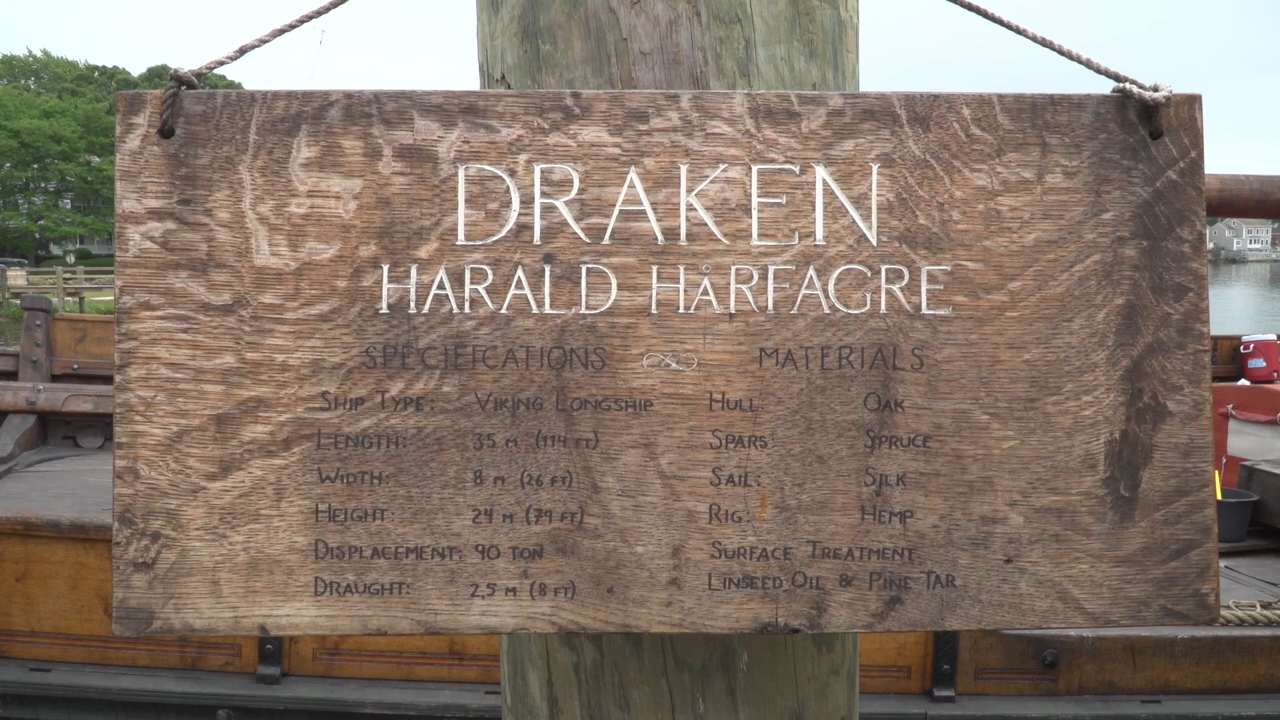 DRAKEN
HARALD HÅRFAGRE
SPECIFICATIONS MATERIALS
SHIP TYPE: VIKING LONGSHIP HULL: OAK
LENGTH: 35 M (114 FT) SPARS: SPRUCE
WIDTH: 8 M (26 FT) SAIL: SILK
HEIGHT: 24 M (79 FT) RIG: HEMP
DISPLACEMENT: 90 TON SURFACE TREATMENT
DRAUGHT: 2,5 M (8 FT) LINSEED OIL & PINE TAR